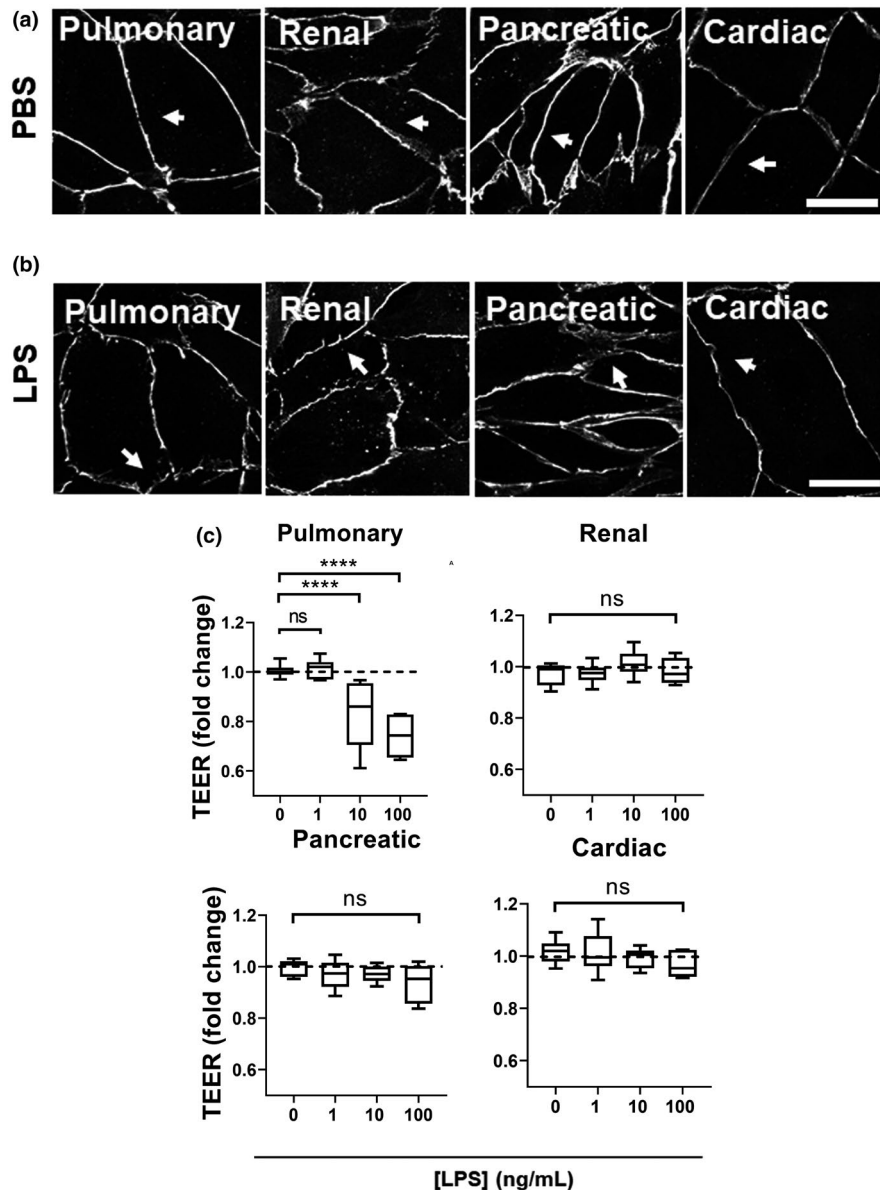 (a)
Pulmonary Renal Pancreatic Cardiac
PBS
(b)
Pulmonary Renal Pancreatic Cardiac
LPS
(c)
Pulmonary
****
****
ns
TEER (fold change)
1.2
1.0
0.8
0.6
0 1 10 100
Renal
A
ns
1.2
1.0
0.8
0.6
0 1 10 100
Pancreatic
ns
TEER (fold change)
1.2
1.0
0.8
0.6
0 1 10 100
Cardiac
ns
1.2
1.0
0.8
0.6
0 1 10 100
[LPS] (ng/mL)